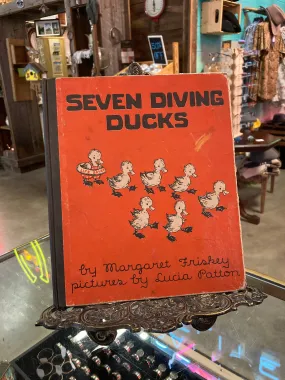 SEVEN DIVING
DUCKS
by Margaret Friskey
pictures by Lucia Patton